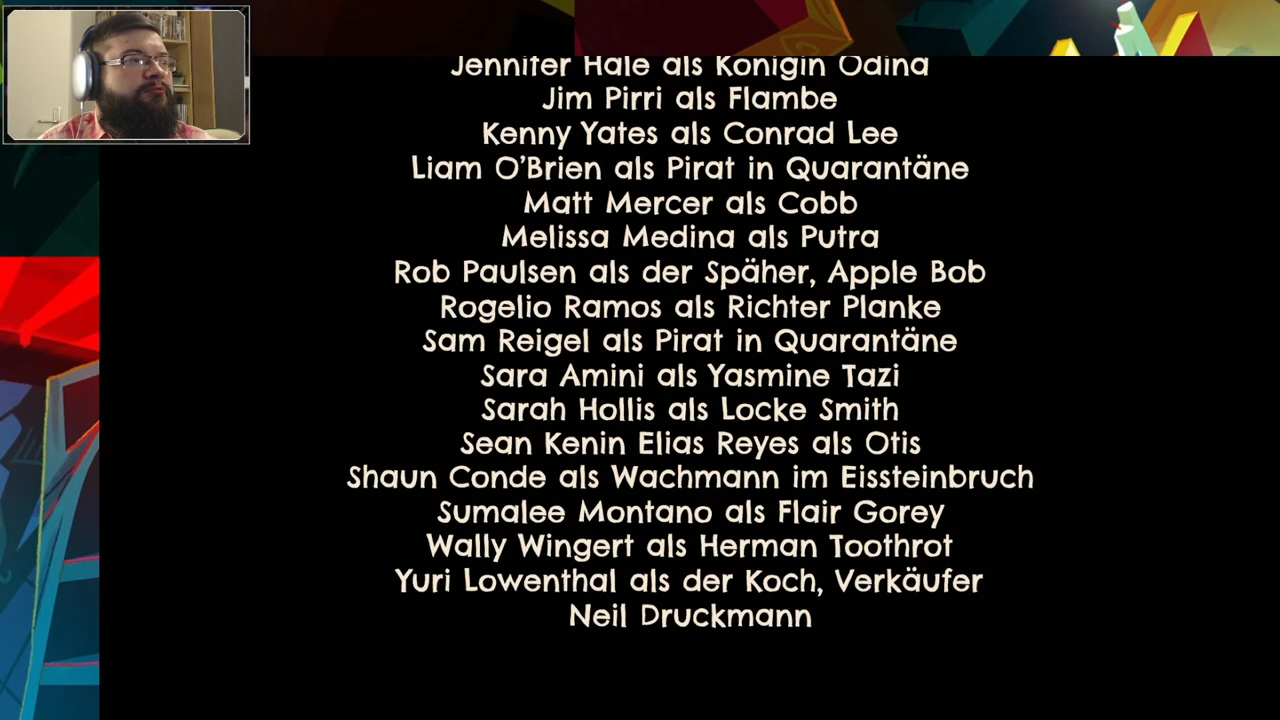 Jennifer Hale als Königin Odina
Jim Pirri als Flambe
Kenny Yates als Conrad Lee
Liam O'Brien als Pirat in Quarantäne
Matt Mercer als Cobb
Melissa Medina als Putra
Rob Paulsen als der Späher, Apple Bob
Rogelio Ramos als Richter Planke
Sam Reigel als Pirat in Quarantäne
Sara Amini als Yasmine Tazi
Sarah Hollis als Locke Smith
Sean Kenin Elias Reyes als Otis
Shaun Conde als Wachmann im Eissteinbruch
Sumalee Montano als Flair Gorey
Wally Wingert als Herman Toothrot
Yuri Lowenthal als der Koch, Verkäufer
Neil Druckmann